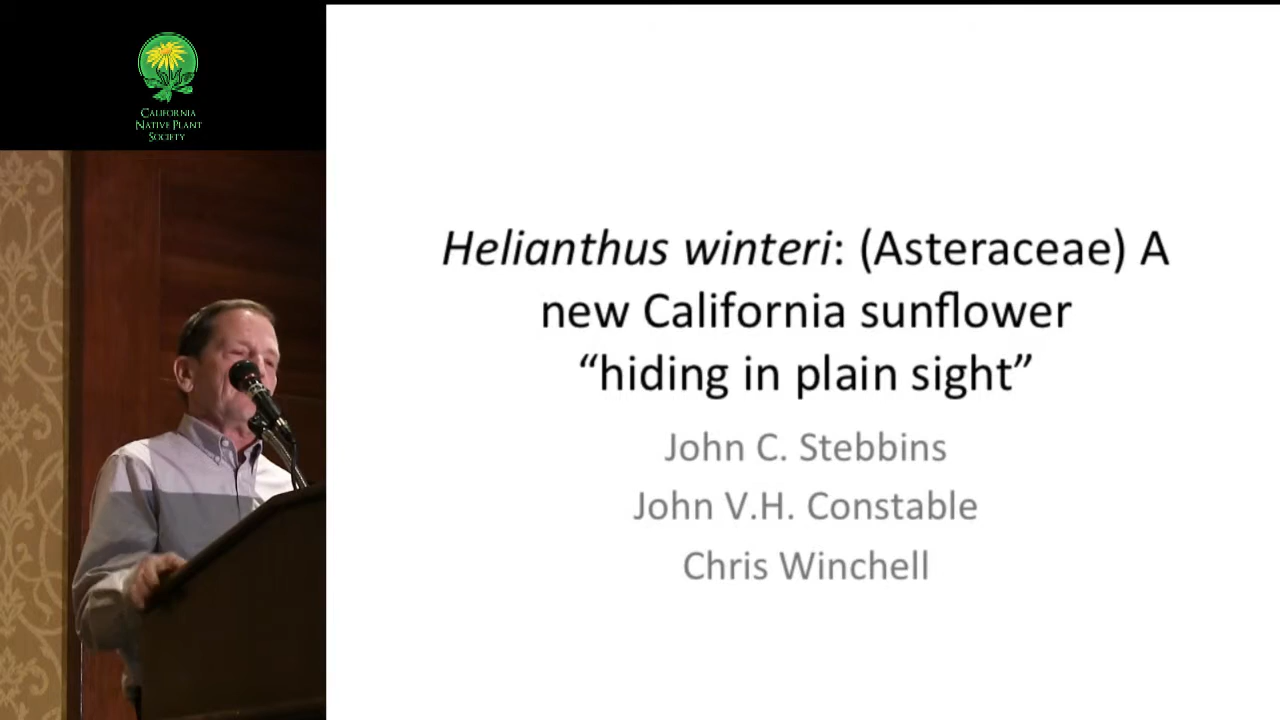 CALIFORNIA
NATIVE PLANT
SOCIETY
Helianthus winteri: (Asteraceae) A
new California sunflower
“hiding in plain sight”
John C. Stebbins
John V.H. Constable
Chris Winchell